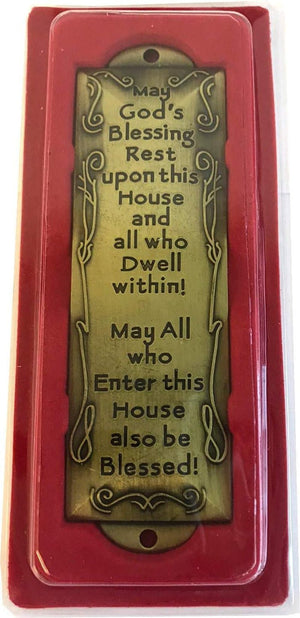 May
God's
Blessing
Rest
upon this
House
and
all who
Dwell
within!
May All
who
Enter this
House
also be
Blessed!